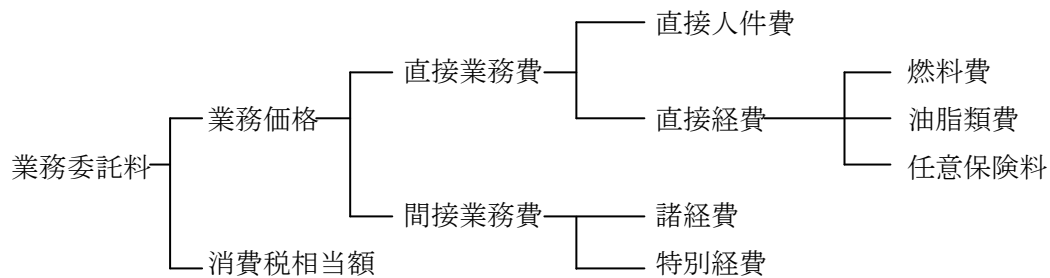 直接人件費
直接業務費
燃料費
業務価格
直接経費
油脂類費
業務委託料
任意保険料
間接業務費
諸経費
消費税相当額
特別経費